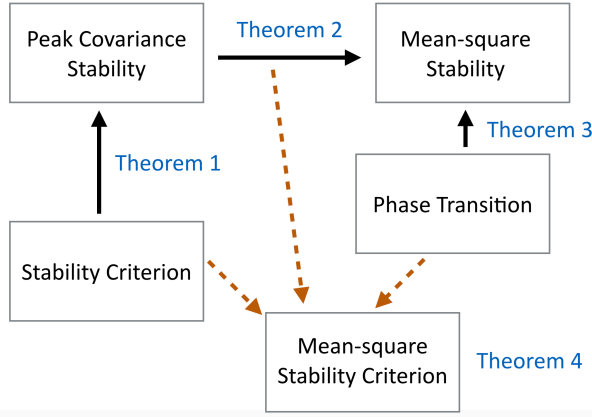 Peak Covariance
Stability
Theorem 2
Mean-square
Stability
Theorem 1
Theorem 3
Phase Transition
Stability Criterion
Mean-square
Stability Criterion
Theorem 4